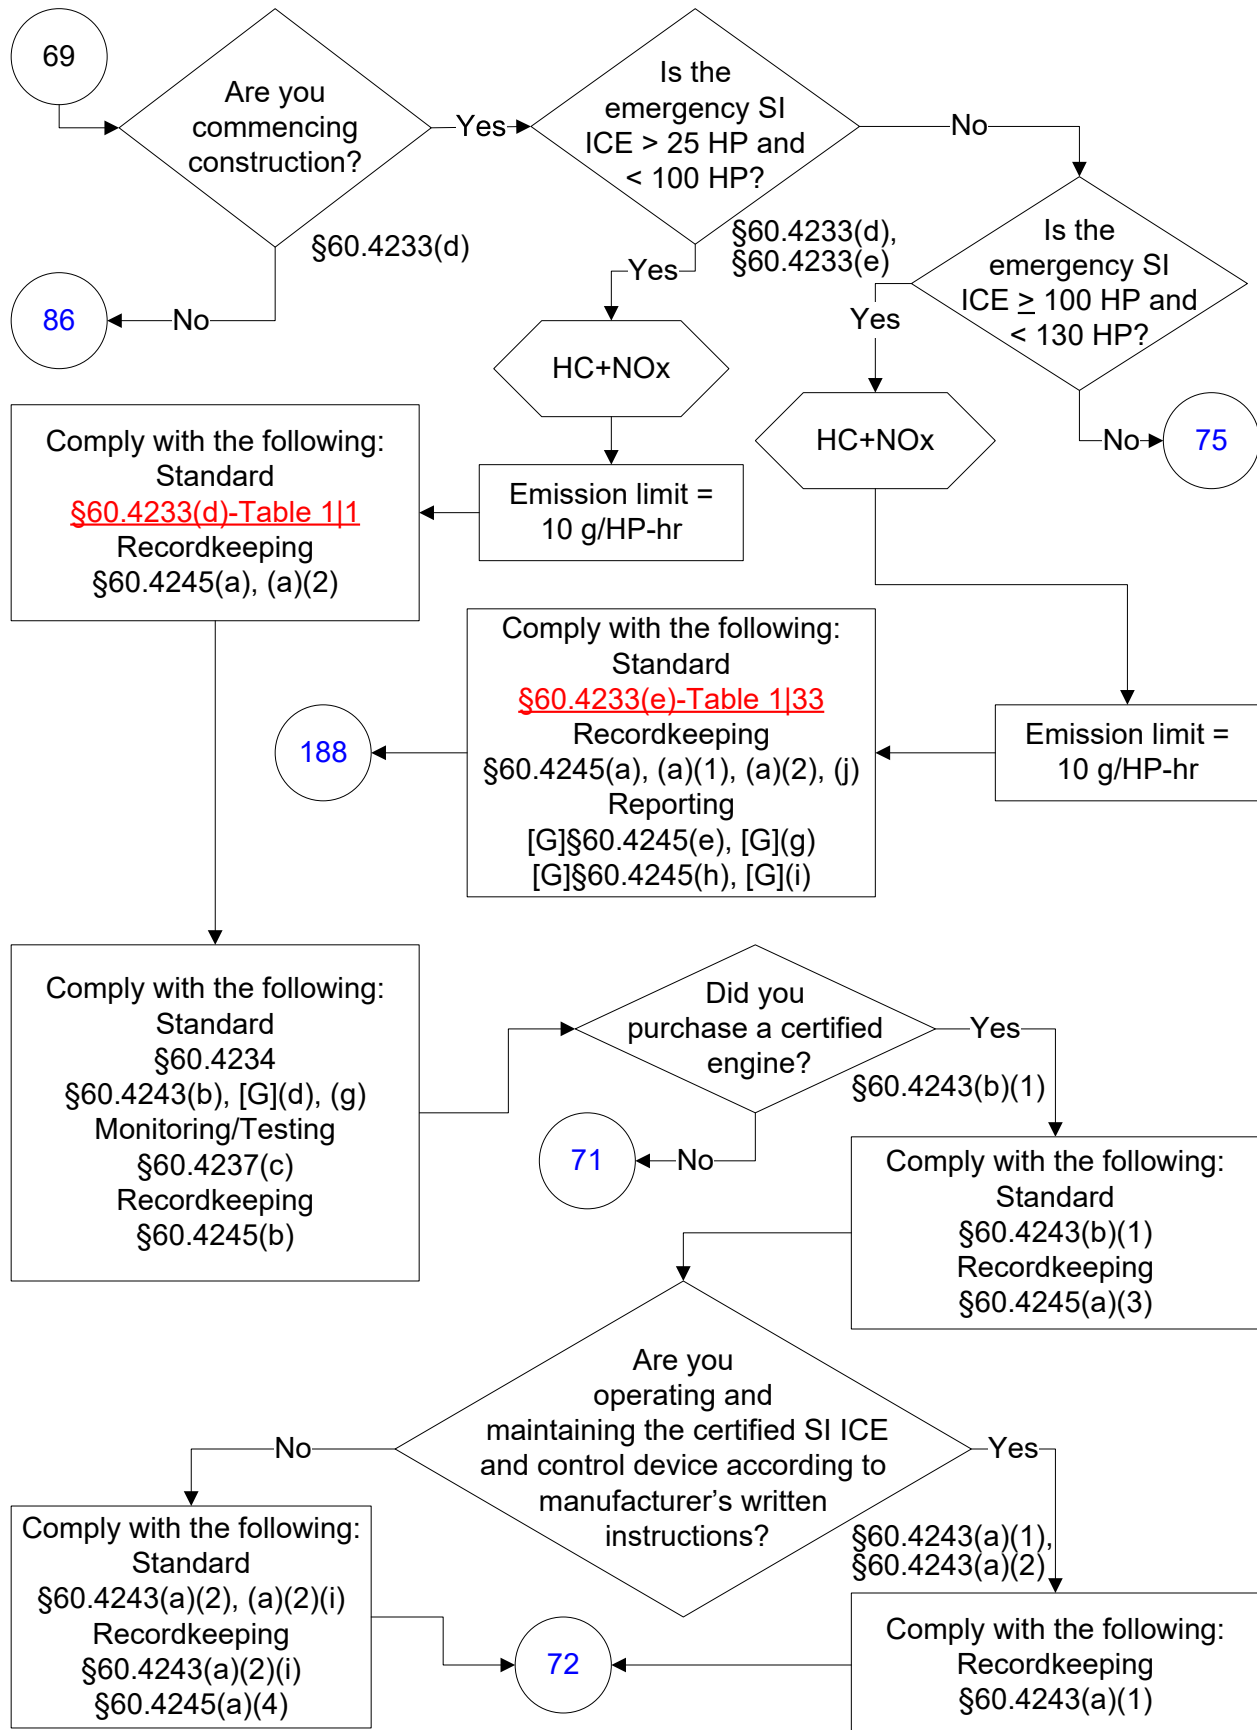 69
Are you
commencing
construction?
Yes
Is the
emergency SI
ICE > 25 HP and
< 100 HP?
No
§60.4233(d)
§60.4233(d),
§60.4233(e)
Is the
emergency SI
ICE ≥ 100 HP and
< 130 HP?
86
No
Yes
Yes
HC+NOx
HC+NOx
No
75
Comply with the following:
Standard
§60.4233(d)-Table 1|1
Recordkeeping
§60.4245(a), (a)(2)
Emission limit =
10 g/HP-hr
Comply with the following:
Standard
§60.4233(e)-Table 1|33
Recordkeeping
§60.4245(a), (a)(1), (a)(2), (j)
Reporting
[G]§60.4245(e), [G](g)
[G]§60.4245(h), [G](i)
188
Emission limit =
10 g/HP-hr
Comply with the following:
Standard
§60.4234
§60.4243(b), [G](d), (g)
Monitoring/Testing
§60.4237(c)
Recordkeeping
§60.4245(b)
Did you
purchase a certified
engine?
Yes
§60.4243(b)(1)
71
No
Comply with the following:
Standard
§60.4243(b)(1)
Recordkeeping
§60.4245(a)(3)
Are you
operating and
maintaining the certified SI ICE
and control device according to
manufacturer's written
instructions?
No
Yes
§60.4243(a)(1),
§60.4243(a)(2)
Comply with the following:
Standard
§60.4243(a)(2), (a)(2)(i)
Recordkeeping
§60.4243(a)(2)(i)
§60.4245(a)(4)
72
Comply with the following:
Recordkeeping
§60.4243(a)(1)